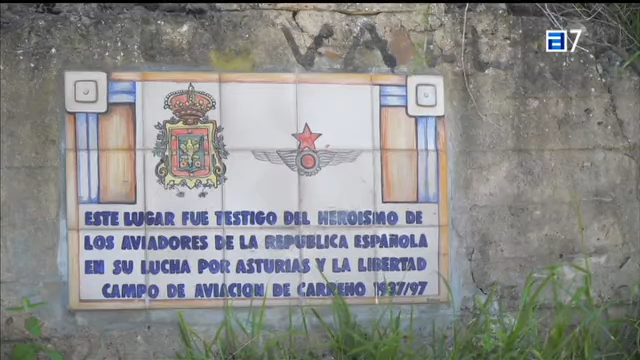 a7
VA
ESTE LUGAR FUE TESTIGO DEL HEROISMO DE
LOS AVIADORES DE LA REPUBLICA ESPAÑOLA
EN SU LUCHA POR ASTURIAS Y LA LIBERTAD
CAMPO DE AVIACION DE CARREÑO 1937/97